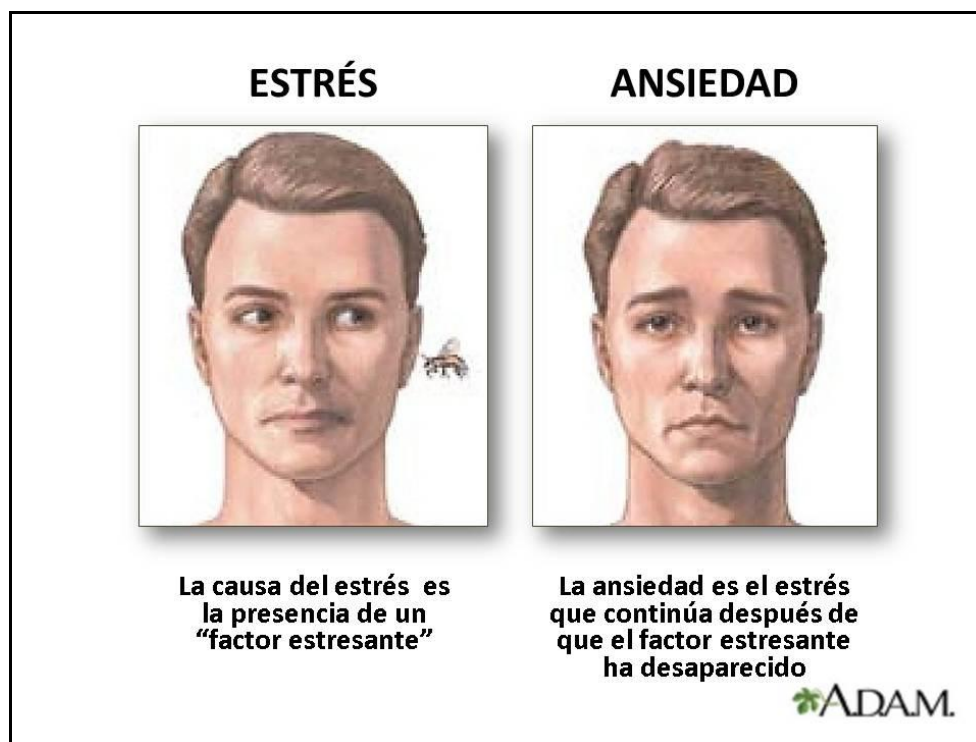 ESTRÉS
ANSIEDAD
La causa del estrés es
la presencia de un
“factor estresante”
La ansiedad es el estrés
que continúa después de
que el factor estresante
ha desaparecido
A.D.A.M.